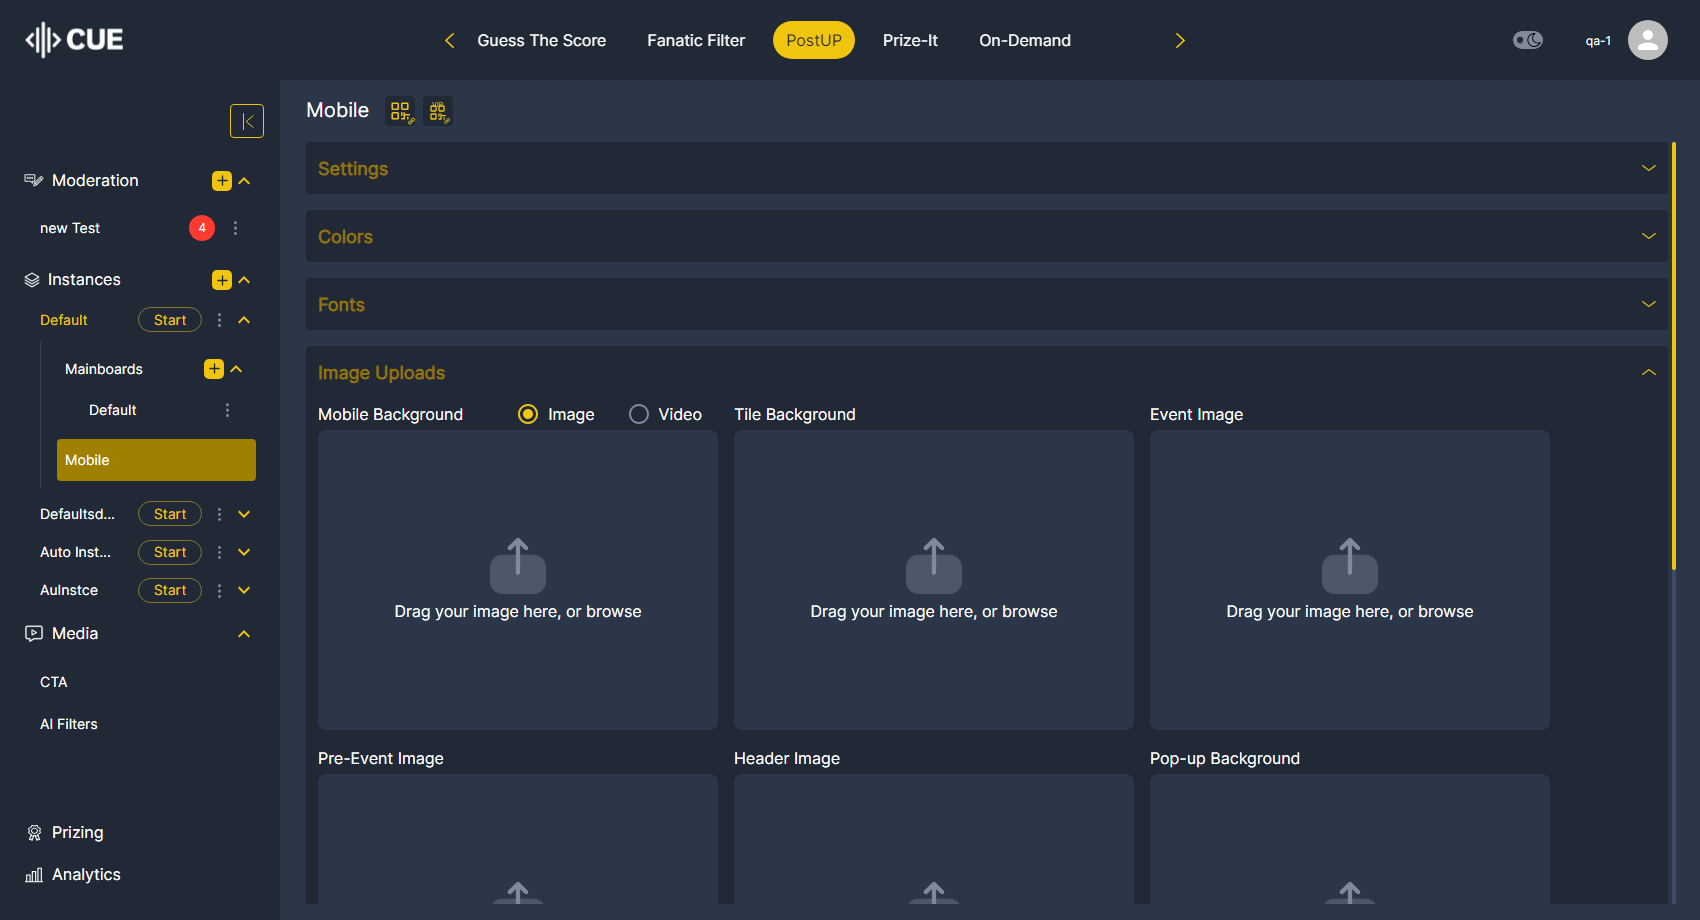 CUE
Guess The Score
Fanatic Filter
PostUP
Prize-It
On-Demand
qa-1
Moderation
new Test
4
Instances
Default
Start
Mainboards
Default
Mobile
Defaultsd...
Start
Auto Inst...
Start
AuInstce
Start
Media
CTA
AI Filters
Prizing
Analytics
Mobile
VIP
Settings
Colors
Fonts
Image Uploads
Mobile Background
Image
Video
Tile Background
Event Image
Drag your image here, or browse
Drag your image here, or browse
Drag your image here, or browse
Pre-Event Image
Header Image
Pop-up Background